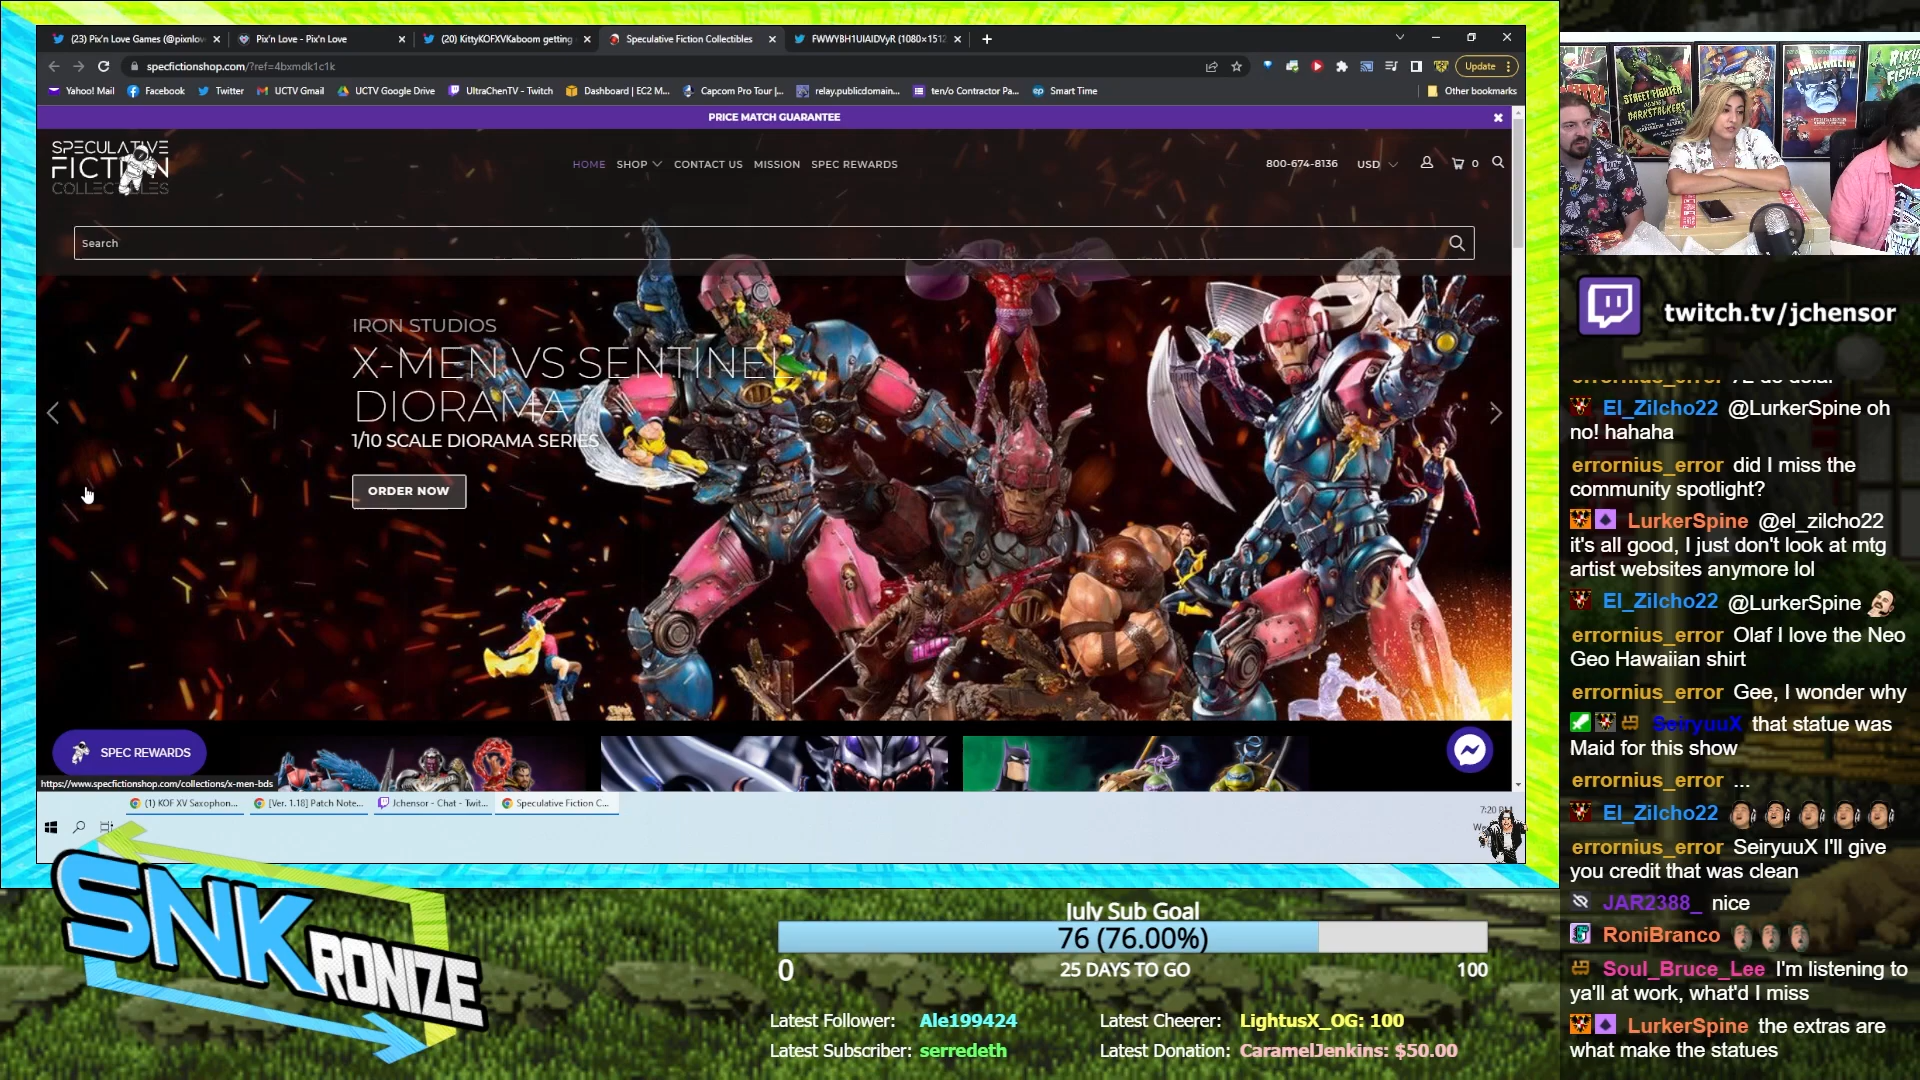 (23) Pix'n Love Games (@pixnlov
Pix'n Love - Pix'n Love
(20) KittyKOFXVKaboom getting
Speculative Fiction Collectibles
FWWYBH1UIAIDVyR (1080×1512
specfictionshop.com/?ref=4bxmdk1c1k
Update
Yahoo! Mail
Facebook
Twitter
UCTV Gmail
UCTV Google Drive
UltraChenTV - Twitch
Dashboard | EC2 M...
Capcom Pro Tour |...
relay.publicdomain...
ten/o Contractor Pa...
Smart Time
Other bookmarks
PRICE MATCH GUARANTEE
SPECULATIVE
FICTION
COLLECTIBLES
HOME
SHOP
CONTACT US
MISSION
SPEC REWARDS
800-674-8136
USD
0
Search
IRON STUDIOS
X-MEN VS SENTINEL
DIORAMA
1/10 SCALE DIORAMA SERIES
ORDER NOW
SPEC REWARDS
https://www.specfictionshop.com/collections/x-men-bds
(1) KOF XV Saxophon...
[Ver. 1.18] Patch Note...
Jchensor - Chat - Twit...
Speculative Fiction C...
7:20 PM
SNK
RONIZE
July Sub Goal
76 (76.00%)
0
25 DAYS TO GO
100
Latest Follower: Ale199424
Latest Cheerer: LightusX_OG: 100
Latest Subscriber: serredeth
Latest Donation: CaramelJenkins: $50.00
STREET FIGHTER
DARKSTALKERS
twitch.tv/jchensor
El_Zilcho22 @LurkerSpine oh
no! hahaha
errornius_error did I miss the
community spotlight?
LurkerSpine @el_zilcho22
it's all good, I just don't look at mtg
artist websites anymore lol
El_Zilcho22 @LurkerSpine
errornius_error Olaf I love the Neo
Geo Hawaiian shirt
errornius_error Gee, I wonder why
SeiryuuX that statue was
Maid for this show
errornius_error ...
El_Zilcho22
errornius_error SeiryuuX I'll give
you credit that was clean
JAR2388_ nice
RoniBranco
Soul_Bruce_Lee I'm listening to
ya'll at work, what'd I miss
LurkerSpine the extras are
what make the statues